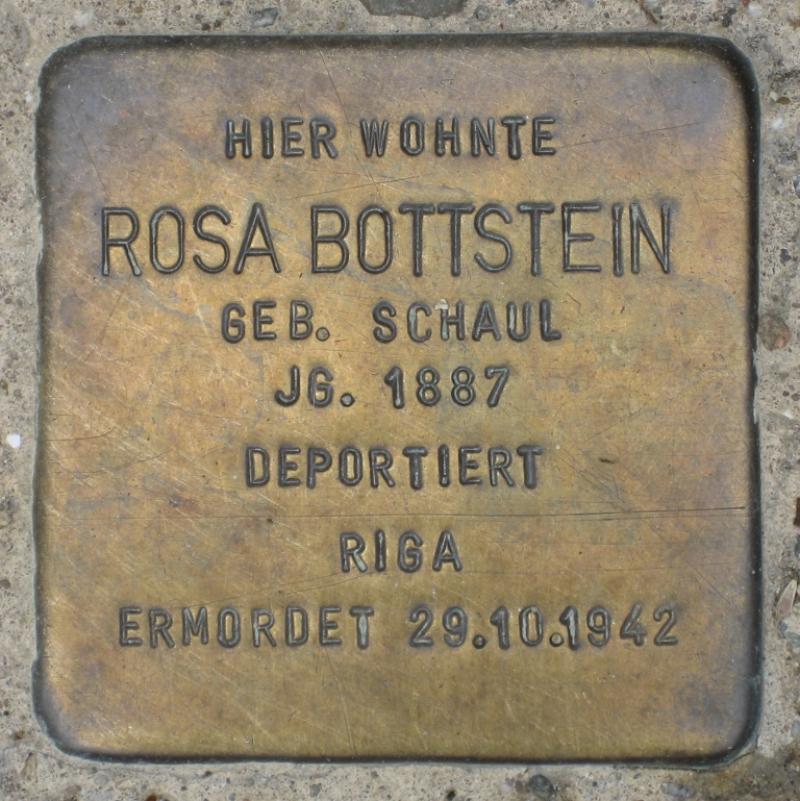 HIER WOHNTE
ROSA BOTTSTEIN
GEB. SCHAUL
JG. 1887
DEPORTIERT
RIGA
ERMORDET 29.10.1942